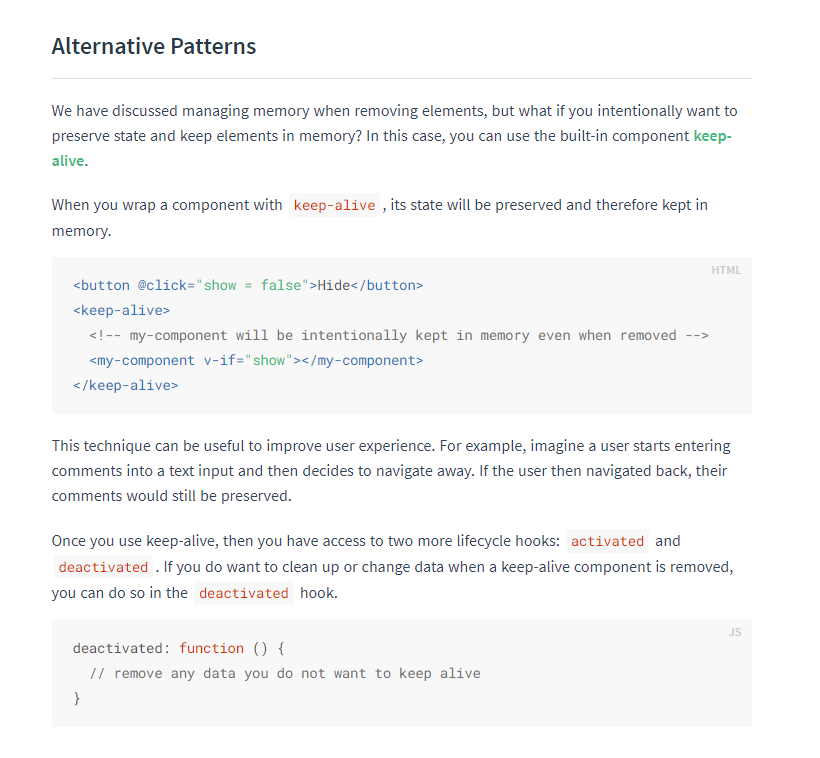 Alternative Patterns
We have discussed managing memory when removing elements, but what if you intentionally want to
preserve state and keep elements in memory? In this case, you can use the built-in component keep-
alive.
When you wrap a component with keep-alive , its state will be preserved and therefore kept in
memory.
HTML
<button @click="show = false">Hide</button>
<keep-alive>
  <!-- my-component will be intentionally kept in memory even when removed -->
  <my-component v-if="show"></my-component>
</keep-alive>
This technique can be useful to improve user experience. For example, imagine a user starts entering
comments into a text input and then decides to navigate away. If the user then navigated back, their
comments would still be preserved.
Once you use keep-alive, then you have access to two more lifecycle hooks: activated and
deactivated . If you do want to clean up or change data when a keep-alive component is removed,
you can do so in the deactivated hook.
JS
deactivated: function () {
  // remove any data you do not want to keep alive
}